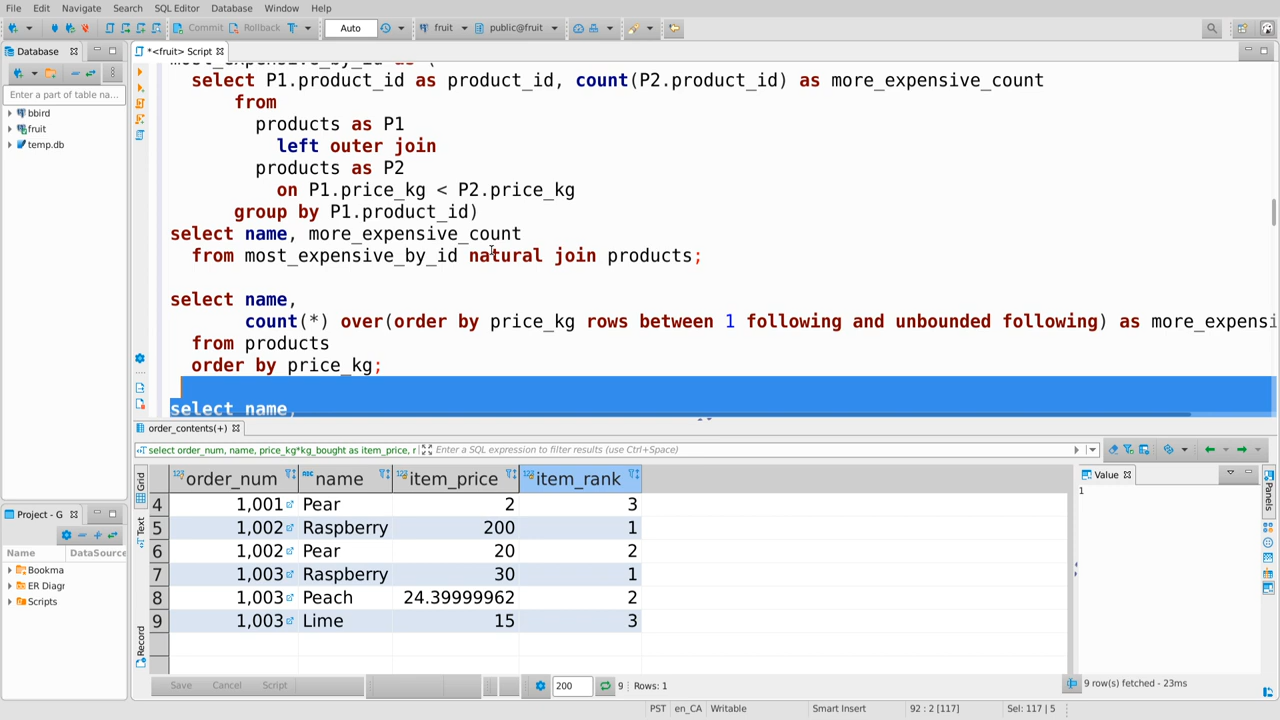 File Edit Navigate Search SQL Editor Database Window Help
Commit Rollback Auto fruit public@fruit
Database *<fruit> Script
Enter a part of table na...
bbird
fruit
temp.db
most_expensive_by_id as (
select P1.product_id as product_id, count(P2.product_id) as more_expensive_count
from
products as P1
left outer join
products as P2
on P1.price_kg < P2.price_kg
group by P1.product_id)
select name, more_expensive_count
from most_expensive_by_id natural join products;
select name,
count(*) over(order by price_kg rows between 1 following and unbounded following) as more_expensi
from products
order by price_kg;
select name,
order_contents(+)
select order_num, name, price_kg*kg_bought as item_price, r Enter a SQL expression to filter results (use Ctrl+Space)
Grid
Text
Record
order_num name item_price item_rank
4 1,001 Pear 2 3
5 1,002 Raspberry 200 1
6 1,002 Pear 20 2
7 1,003 Raspberry 30 1
8 1,003 Peach 24.39999962 2
9 1,003 Lime 15 3
Value
1
Panels
Project - G
Name DataSource
Bookma
ER Diagr
Scripts
Save Cancel Script 200 9 Rows: 1
9 row(s) fetched - 23ms
PST en_CA Writable Smart Insert 92 : 2 [117] Sel: 117 | 5